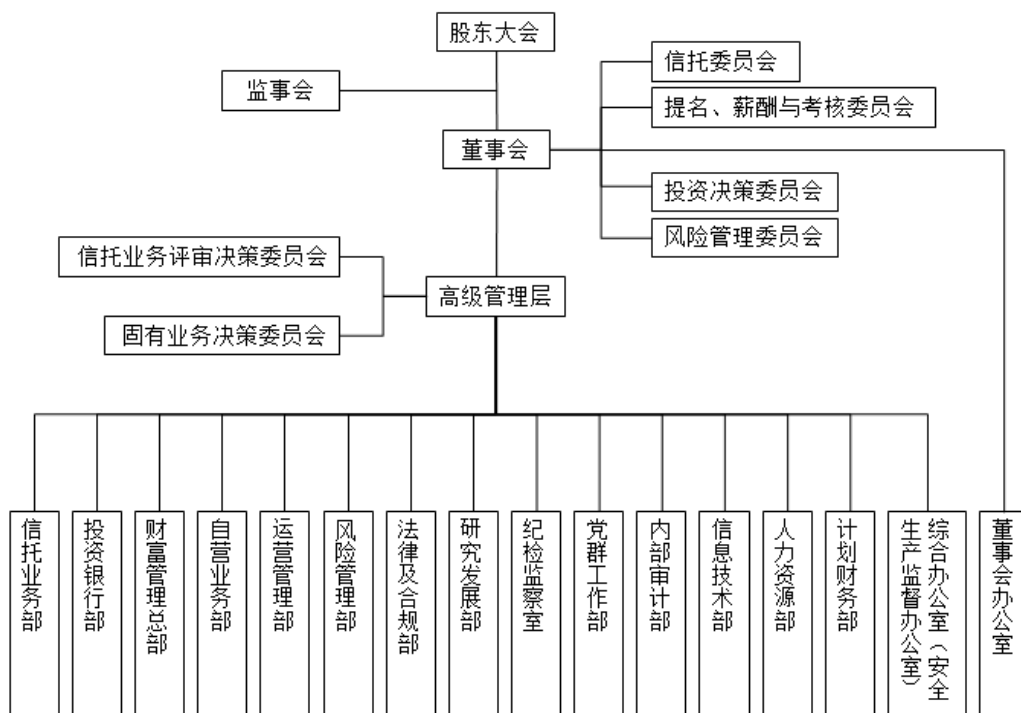 股东大会
信托委员会
监事会
提名、薪酬与考核委员会
董事会
投资决策委员会
风险管理委员会
信托业务评审决策委员会
高级管理层
固有业务决策委员会
信托业务部
投资银行部
财富管理总部
自营业务部
运营管理部
风险管理部
法律及合规部
研究发展部
纪检监察室
党群工作部
内部审计部
信息技术部
人力资源部
计划财务部
综合办公室（安全
生产监督办公室）
董事会办公室